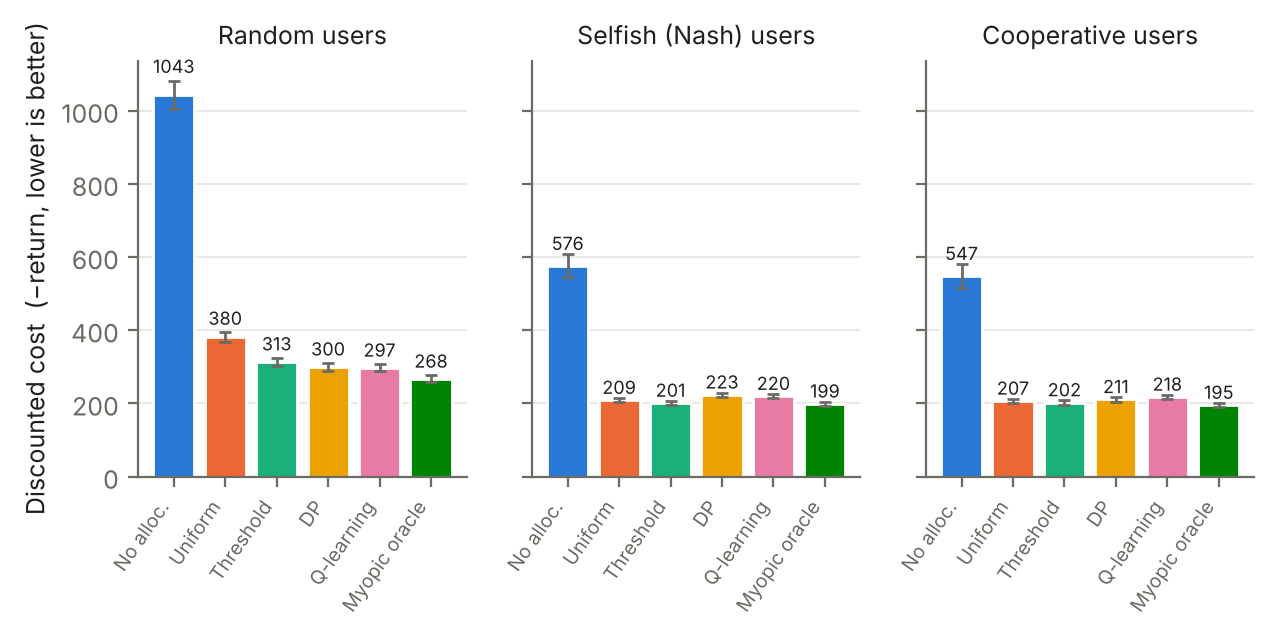 Random users
Selfish (Nash) users
Cooperative users
Discounted cost (−return, lower is better)
1000
800
600
400
200
0
1043
380
313
300
297
268
576
209
201
223
220
199
547
207
202
211
218
195
No alloc.
Uniform
Threshold
DP
Q-learning
Myopic oracle
No alloc.
Uniform
Threshold
DP
Q-learning
Myopic oracle
No alloc.
Uniform
Threshold
DP
Q-learning
Myopic oracle